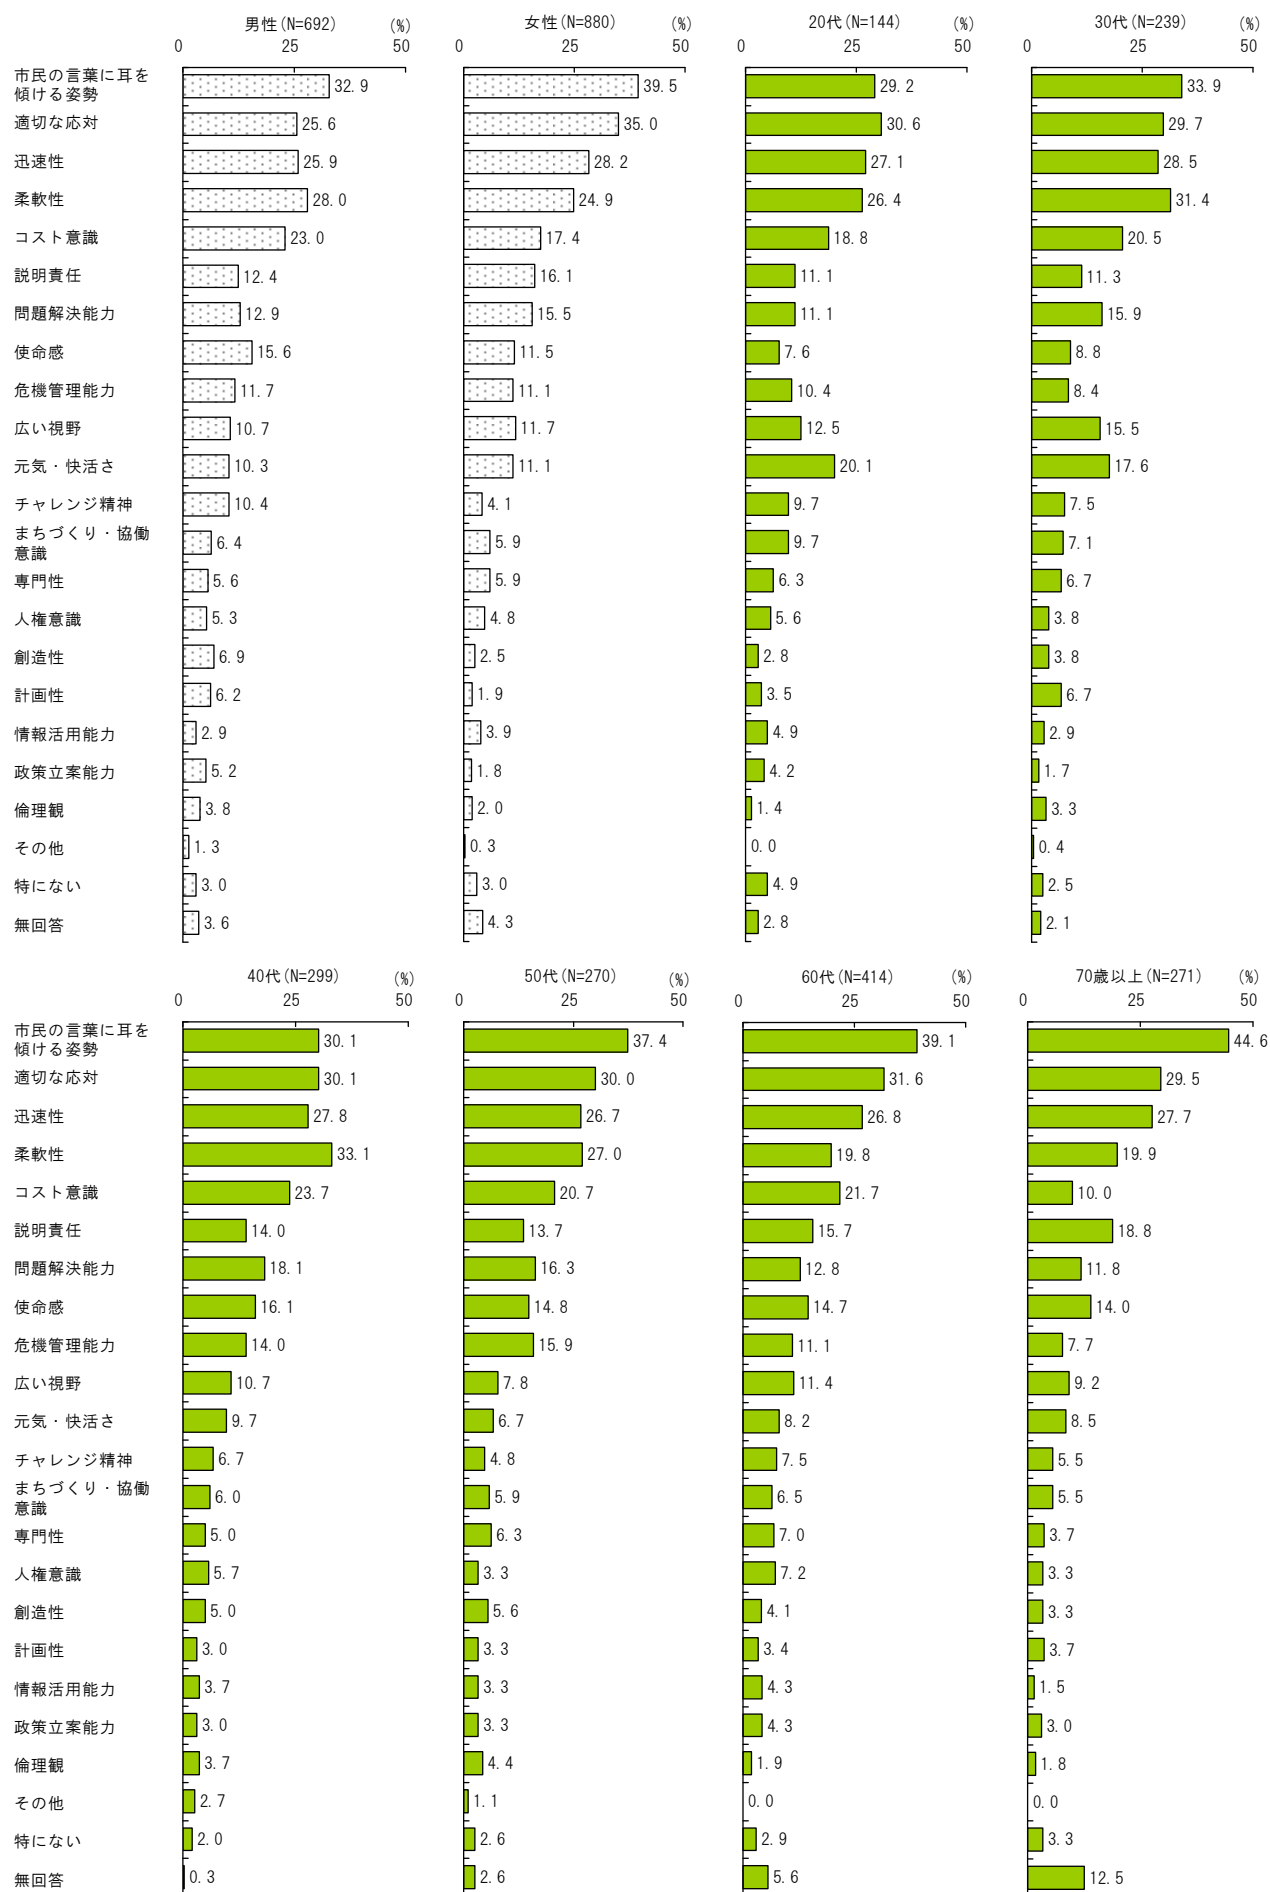 男性(N=692) (%) 女性(N=880) (%) 20代(N=144) (%) 30代(N=239) (%)
0 25 50 0 25 50 0 25 50 0 25 50
市民の言葉に耳を
傾ける姿勢 32.9 39.5 29.2 33.9
適切な応対 25.6 35.0 30.6 29.7
迅速性 25.9 28.2 27.1 28.5
柔軟性 28.0 24.9 26.4 31.4
コスト意識 23.0 17.4 18.8 20.5
説明責任 12.4 16.1 11.1 11.3
問題解決能力 12.9 15.5 11.1 15.9
使命感 15.6 11.5 7.6 8.8
危機管理能力 11.7 11.1 10.4 8.4
広い視野 10.7 11.7 12.5 15.5
元気・快活さ 10.3 11.1 20.1 17.6
チャレンジ精神 10.4 4.1 9.7 7.5
まちづくり・協働
意識 6.4 5.9 9.7 7.1
専門性 5.6 5.9 6.3 6.7
人権意識 5.3 4.8 5.6 3.8
創造性 6.9 2.5 2.8 3.8
計画性 6.2 1.9 3.5 6.7
情報活用能力 2.9 3.9 4.9 2.9
政策立案能力 5.2 1.8 4.2 1.7
倫理観 3.8 2.0 1.4 3.3
その他 1.3 0.3 0.0 0.4
特にない 3.0 3.0 4.9 2.5
無回答 3.6 4.3 2.8 2.1
40代(N=299) (%) 50代(N=270) (%) 60代(N=414) (%) 70歳以上(N=271) (%)
0 25 50 0 25 50 0 25 50 0 25 50
市民の言葉に耳を
傾ける姿勢 30.1 37.4 39.1 44.6
適切な応対 30.1 30.0 31.6 29.5
迅速性 27.8 26.7 26.8 27.7
柔軟性 33.1 27.0 19.8 19.9
コスト意識 23.7 20.7 21.7 10.0
説明責任 14.0 13.7 15.7 18.8
問題解決能力 18.1 16.3 12.8 11.8
使命感 16.1 14.8 14.7 14.0
危機管理能力 14.0 15.9 11.1 7.7
広い視野 10.7 7.8 11.4 9.2
元気・快活さ 9.7 6.7 8.2 8.5
チャレンジ精神 6.7 4.8 7.5 5.5
まちづくり・協働
意識 6.0 5.9 6.5 5.5
専門性 5.0 6.3 7.0 3.7
人権意識 5.7 3.3 7.2 3.3
創造性 5.0 5.6 4.1 3.3
計画性 3.0 3.3 3.4 3.7
情報活用能力 3.7 3.3 4.3 1.5
政策立案能力 3.0 3.3 4.3 3.0
倫理観 3.7 4.4 1.9 1.8
その他 2.7 1.1 0.0 0.0
特にない 2.0 2.6 2.9 3.3
無回答 0.3 2.6 5.6 12.5